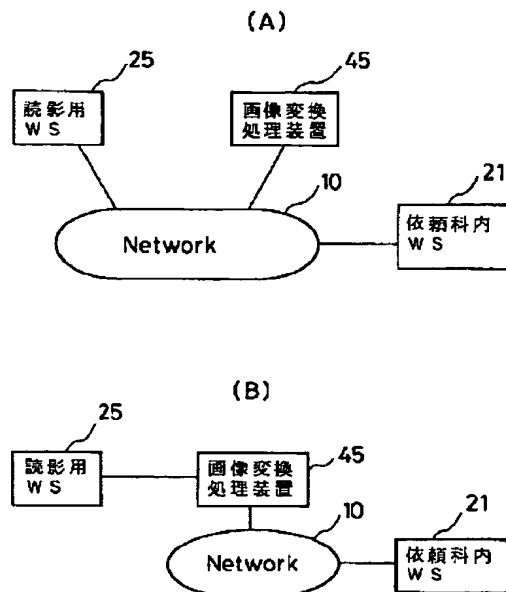 (A)
25
45
読影用
WS
画像変換
処理装置
10
21
Network
依頼科内
WS
(B)
25
45
読影用
WS
画像変換
処理装置
10
21
Network
依頼科内
WS